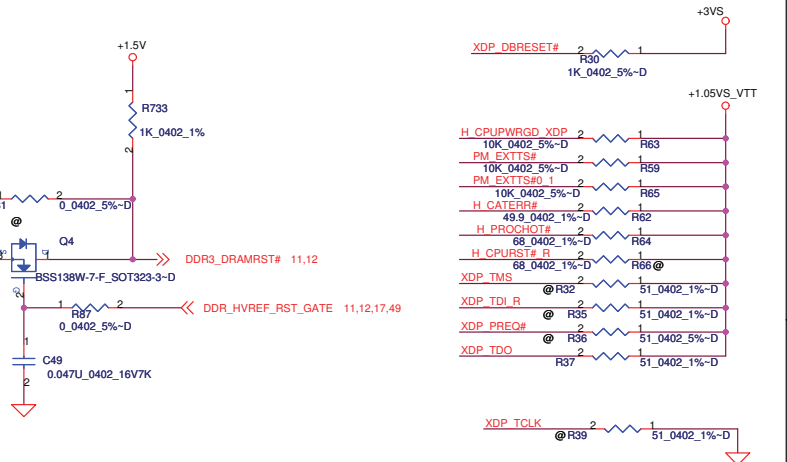 +1.5V
1
R733
1K_0402_1%
2
2
0_0402_5%~D
@
Q4
1
DDR3_DRAMRST# 11,12
BSS138W-7-F_SOT323-3~D
G
2
1
2
DDR_HVREF_RST_GATE 11,12,17,49
R87
0_0402_5%~D
1
C49
0.047U_0402_16V7K
2
+3VS
XDP_DBRESET# 2 1
R30
1K_0402_5%~D
+1.05VS_VTT
H_CPUPWRGD_XDP 2 1
10K_0402_5%~D R63
PM_EXTTS# 2 1
10K_0402_5%~D R59
PM_EXTTS#0_1 2 1
10K_0402_5%~D R65
H_CATERR# 2 1
49.9_0402_1%~D R62
H_PROCHOT# 2 1
68_0402_1%~D R64
H_CPURST#_R 2 1
68_0402_1%~D R66 @
XDP_TMS 2 1
@ R32 51_0402_1%~D
XDP_TDI_R 2 1
@ R35 51_0402_1%~D
XDP_PREQ# 2 1
@ R36 51_0402_5%~D
XDP_TDO 2 1
R37 51_0402_1%~D
XDP_TCLK 2 1
@ R39 51_0402_1%~D